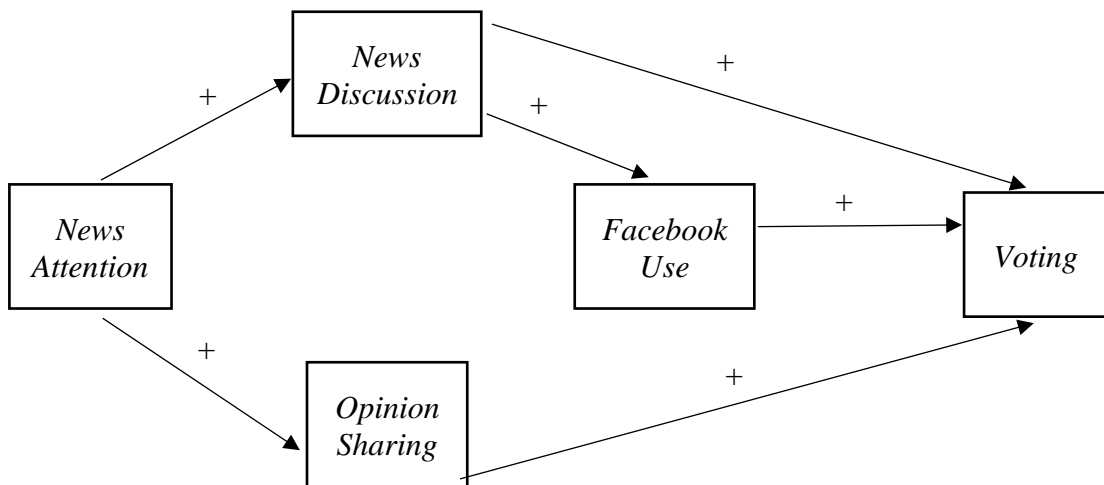 News
Discussion
+
+
+
News
Attention
Facebook
Use
+
Voting
+
+
Opinion
Sharing